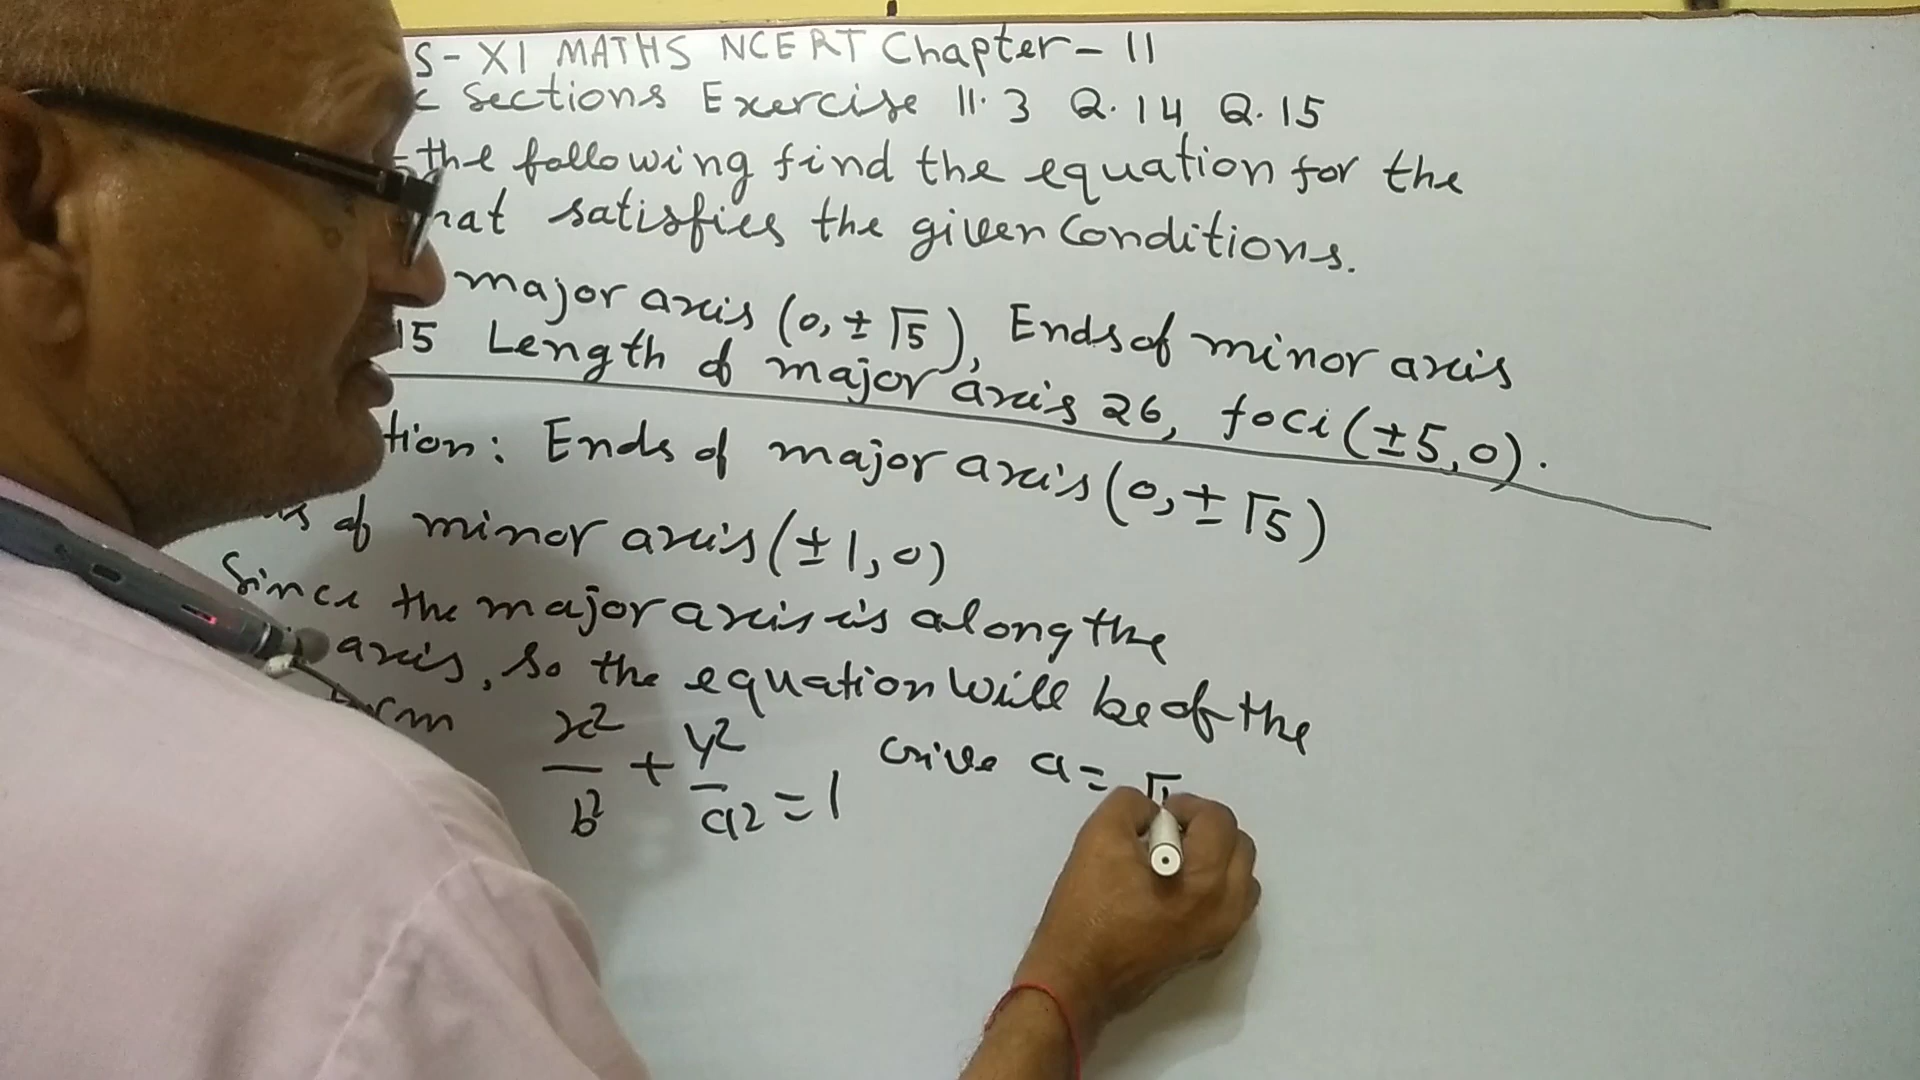 S-XI MATHS NCERT Chapter-11
c Sections Exercise 11.3 Q.14 Q.15
the following find the equation for the
hat satisfies the given Conditions.
major axis (0, ± √5), Ends of minor axis
15 Length of major axis 26, foci (±5, 0).
tion: Ends of major axis (0, ± √5)
of minor axis (±1, 0)
Since the major axis is along the
axis, so the equation will be of the
x²/b² + y²/a² = 1 a = √